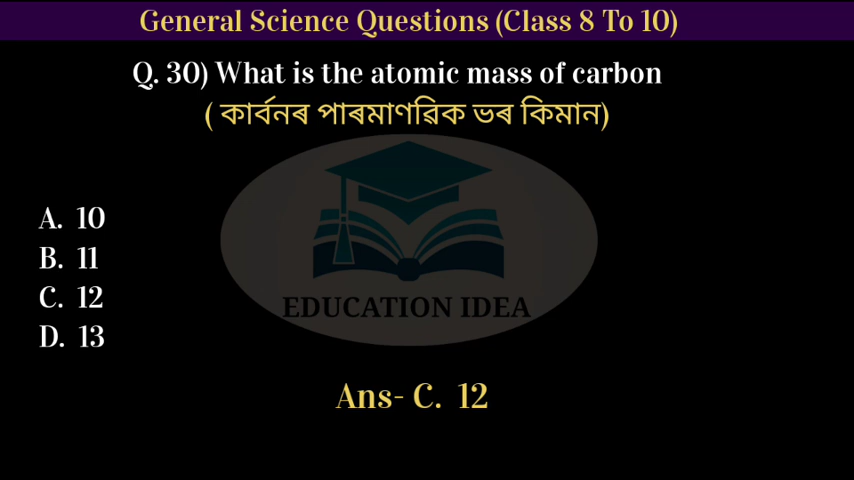 General Science Questions (Class 8 To 10)
Q. 30) What is the atomic mass of carbon
( কাৰ্বনৰ পাৰমাণৱিক ভৰ কিমান)
A. 10
B. 11
C. 12
D. 13
EDUCATION IDEA
Ans- C. 12